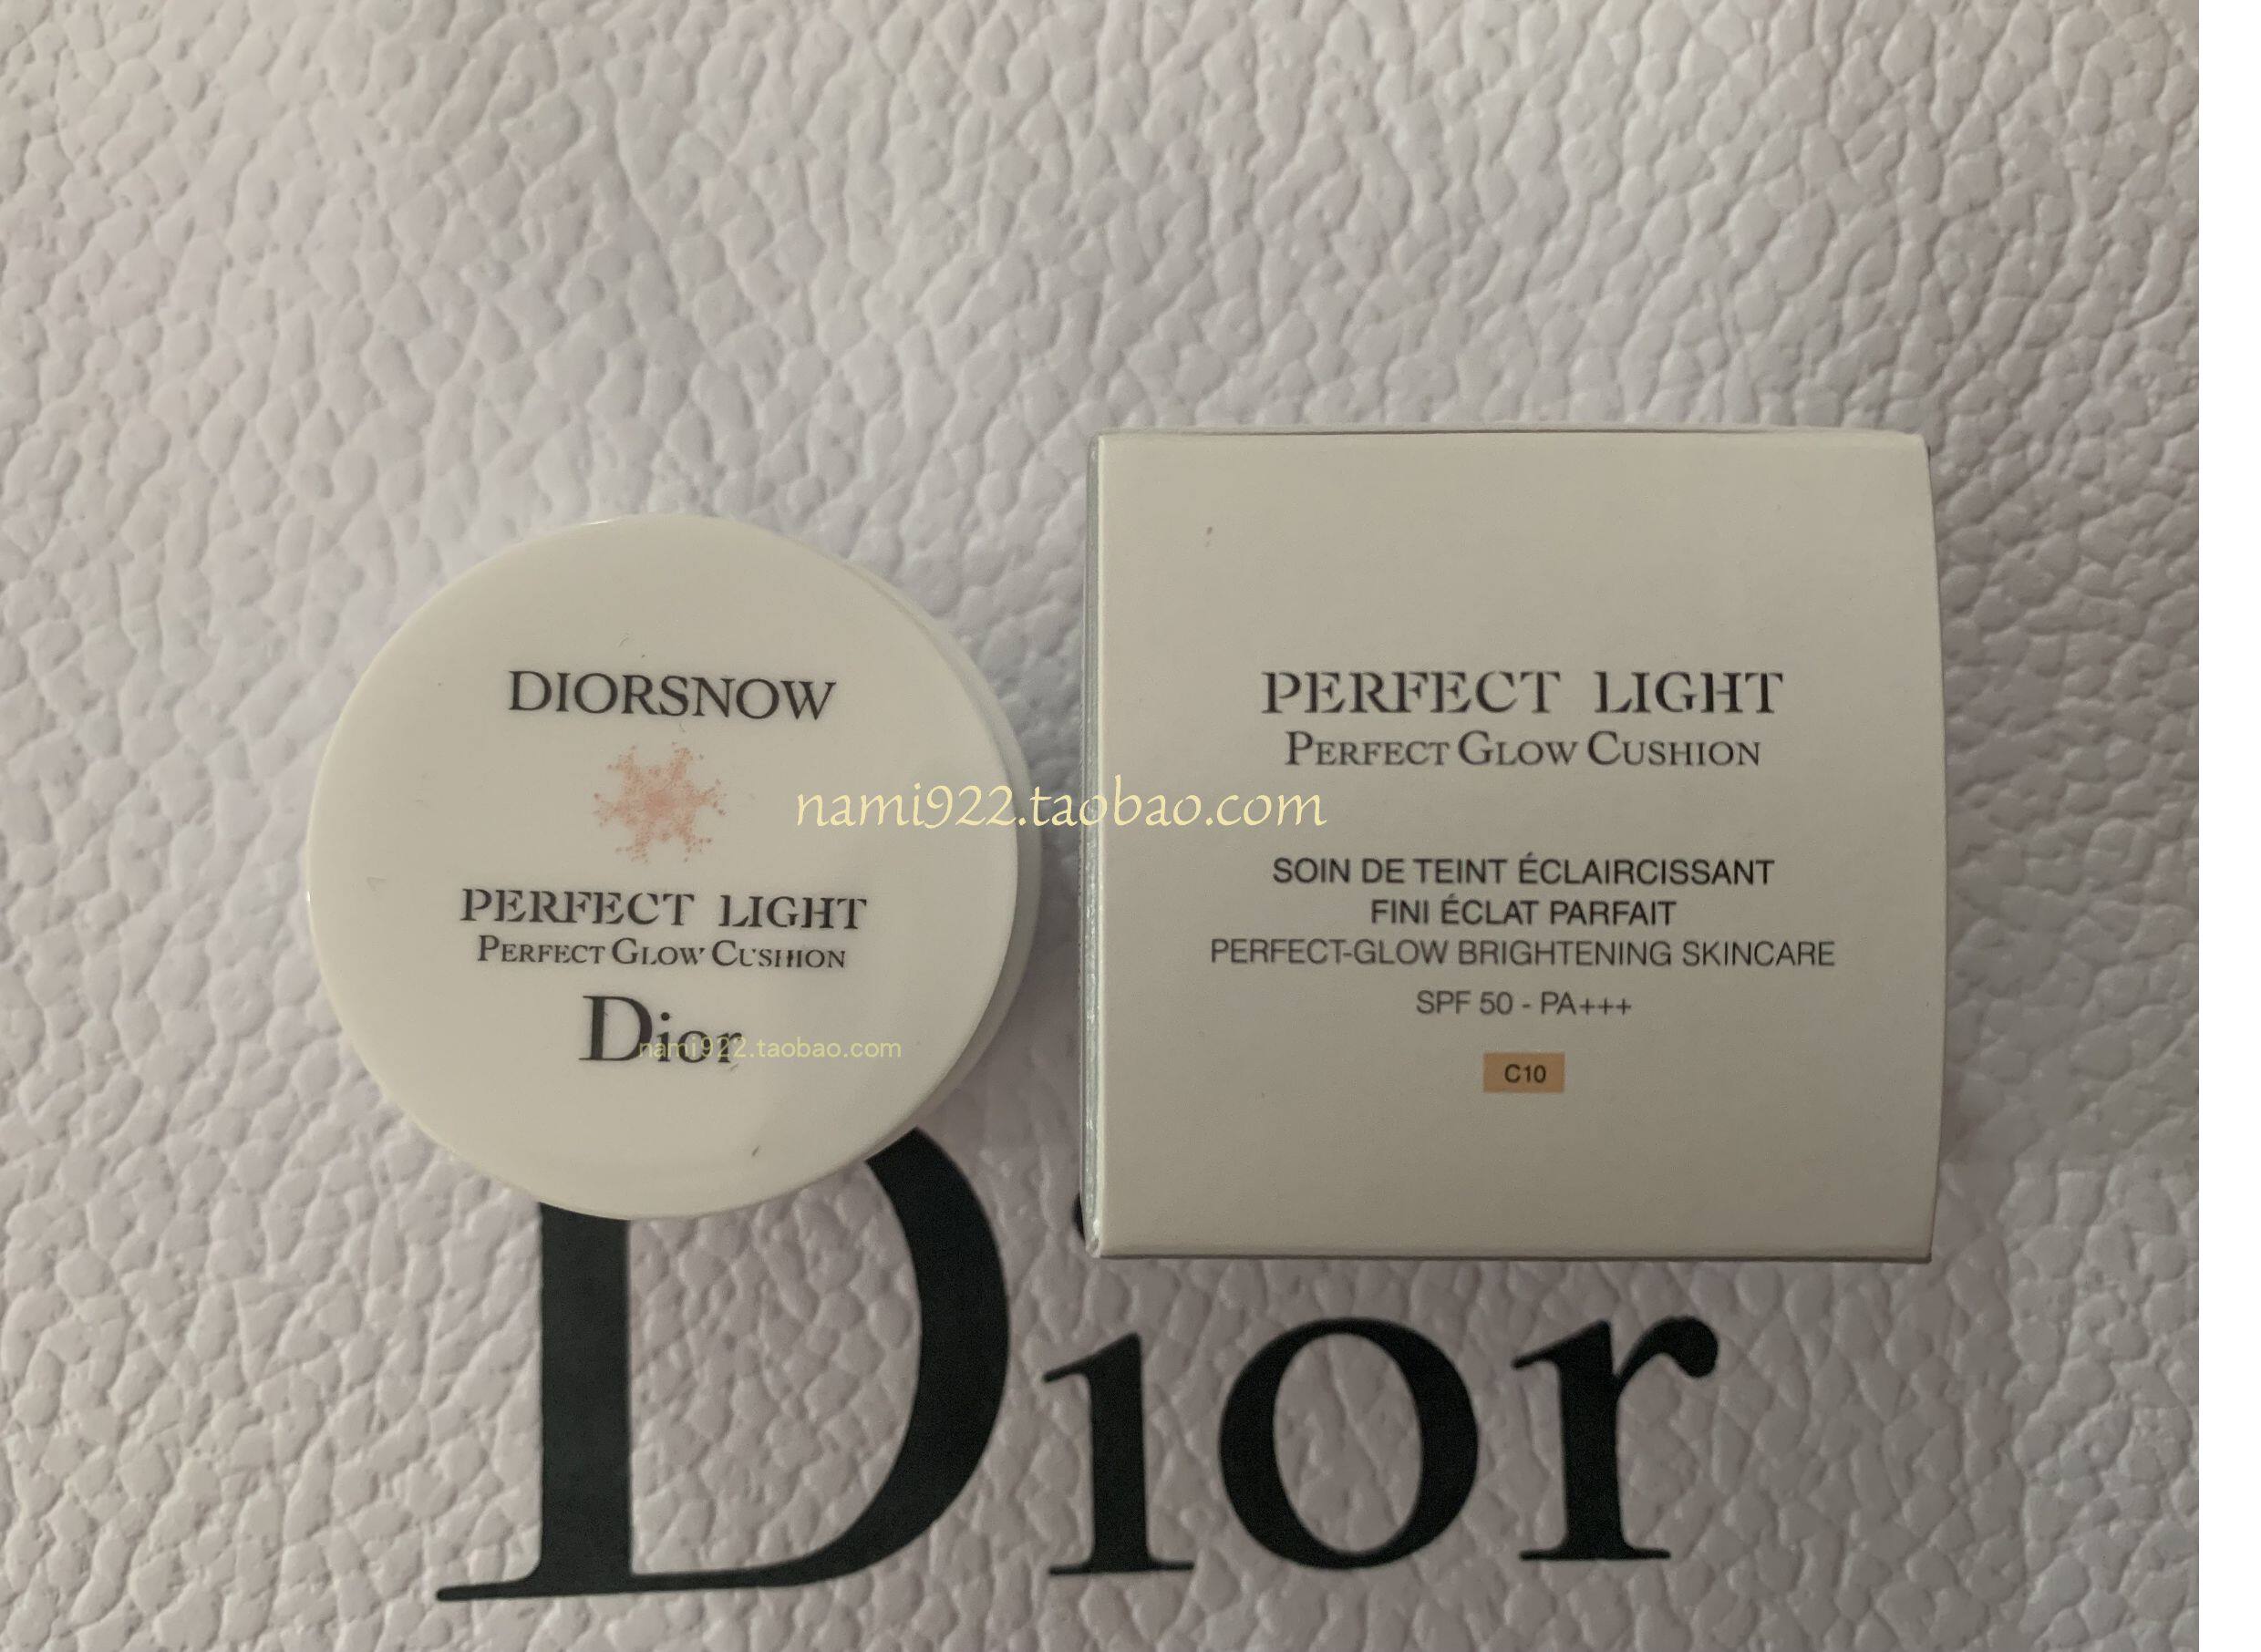 DIORSNOW
PERFECT LIGHT
PERFECT GLOW CUSHION
Dior
nami922.taobao.com
PERFECT LIGHT
PERFECT GLOW CUSHION
nami922.taobao.com
SOIN DE TEINT ÉCLAIRCISSANT
FINI ÉCLAT PARFAIT
PERFECT-GLOW BRIGHTENING SKINCARE
SPF 50 - PA+++
C10
Dior